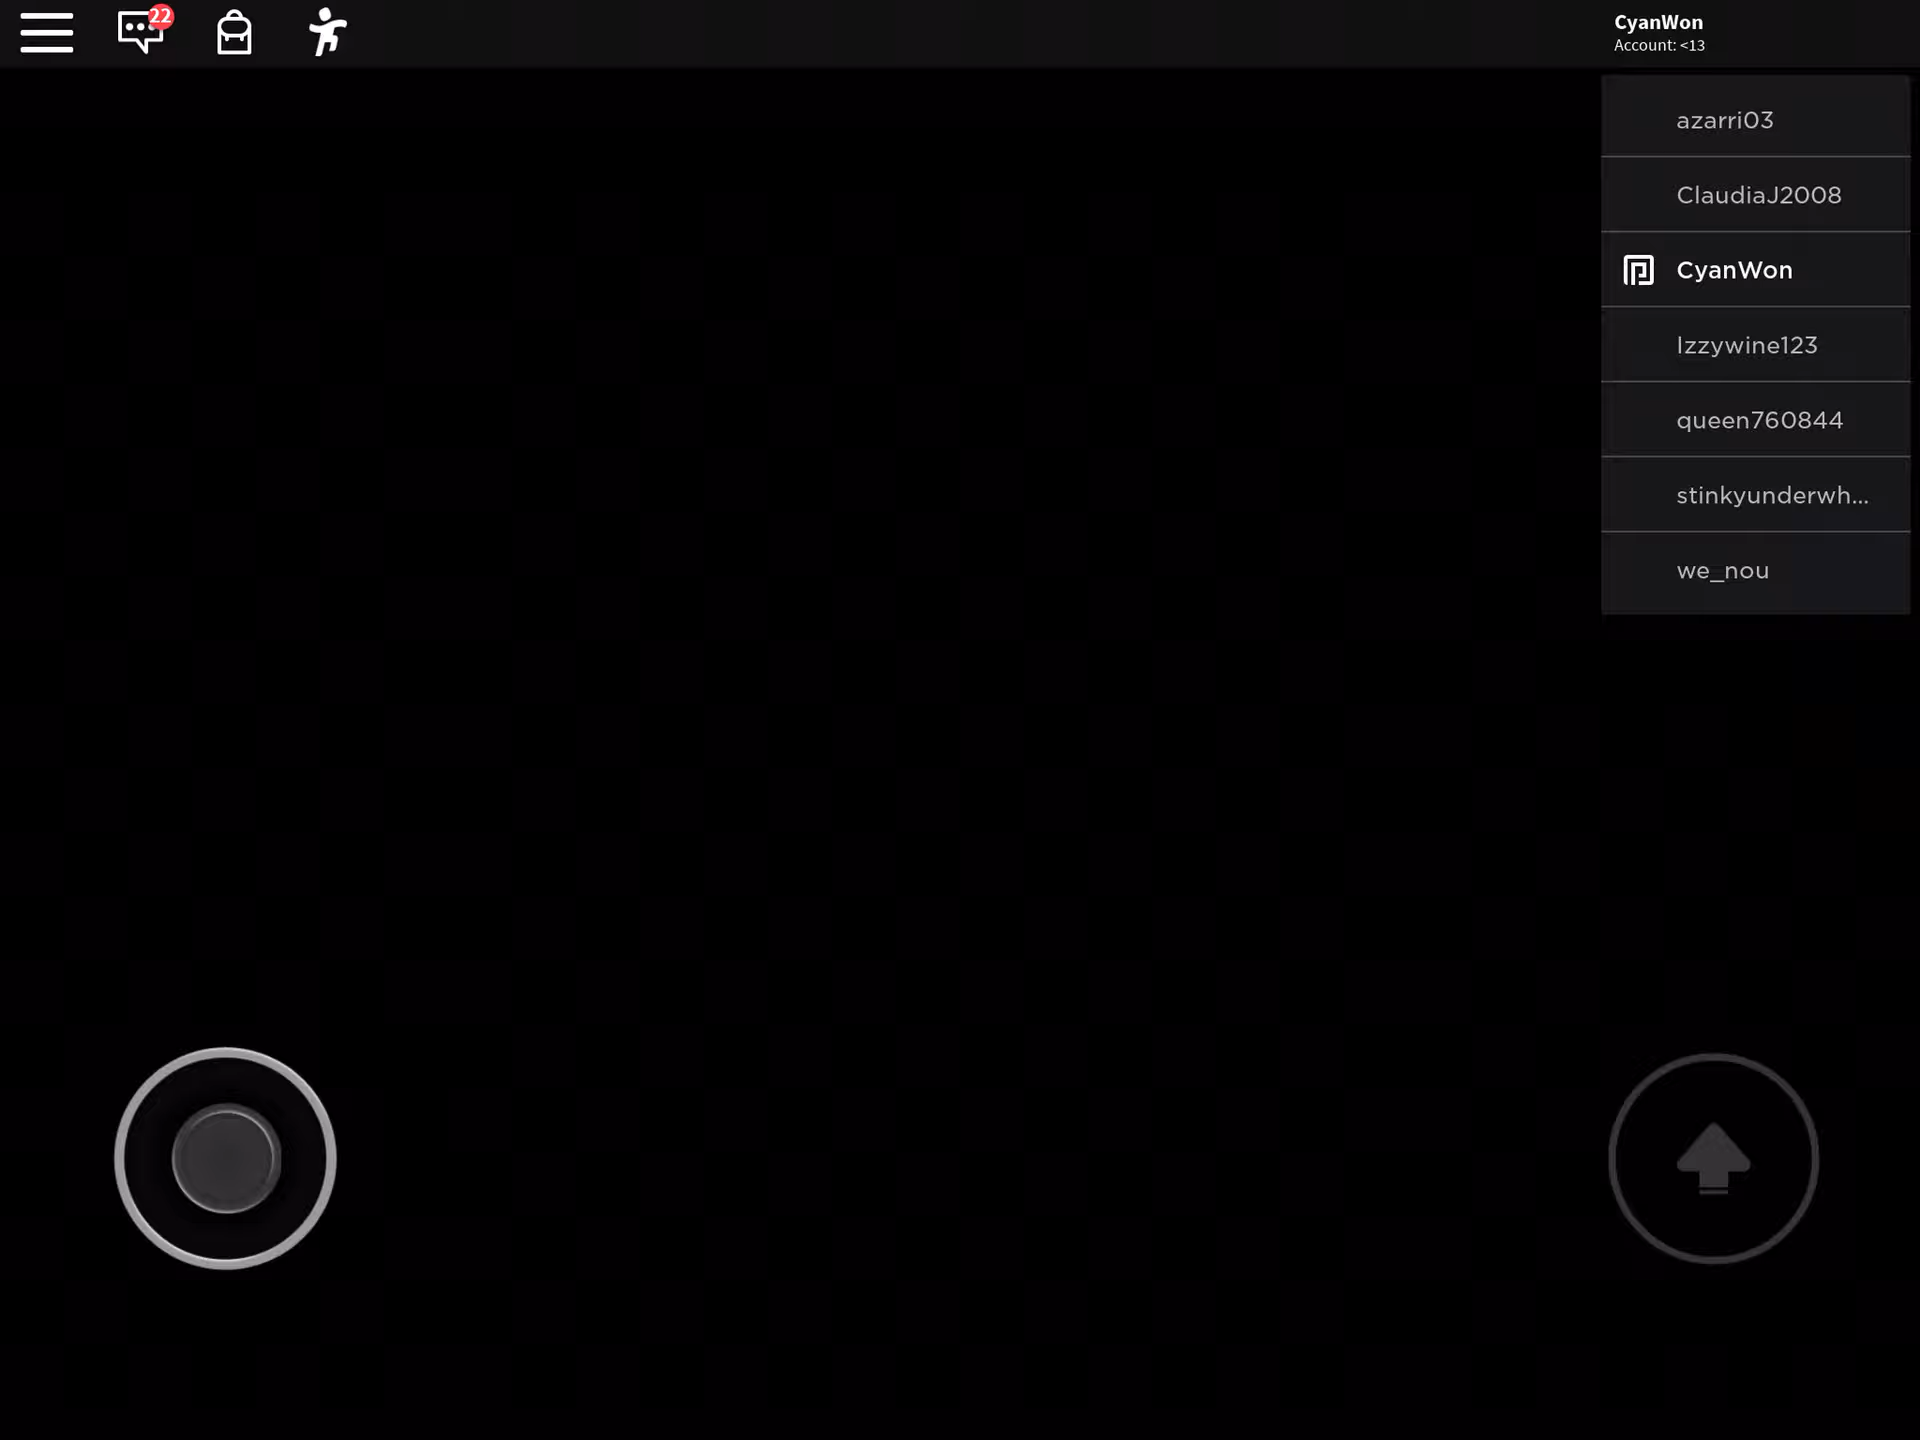 22
CyanWon
Account: <13
azarri03
ClaudiaJ2008
CyanWon
Izzywine123
queen760844
stinkyunderwh...
we_nou